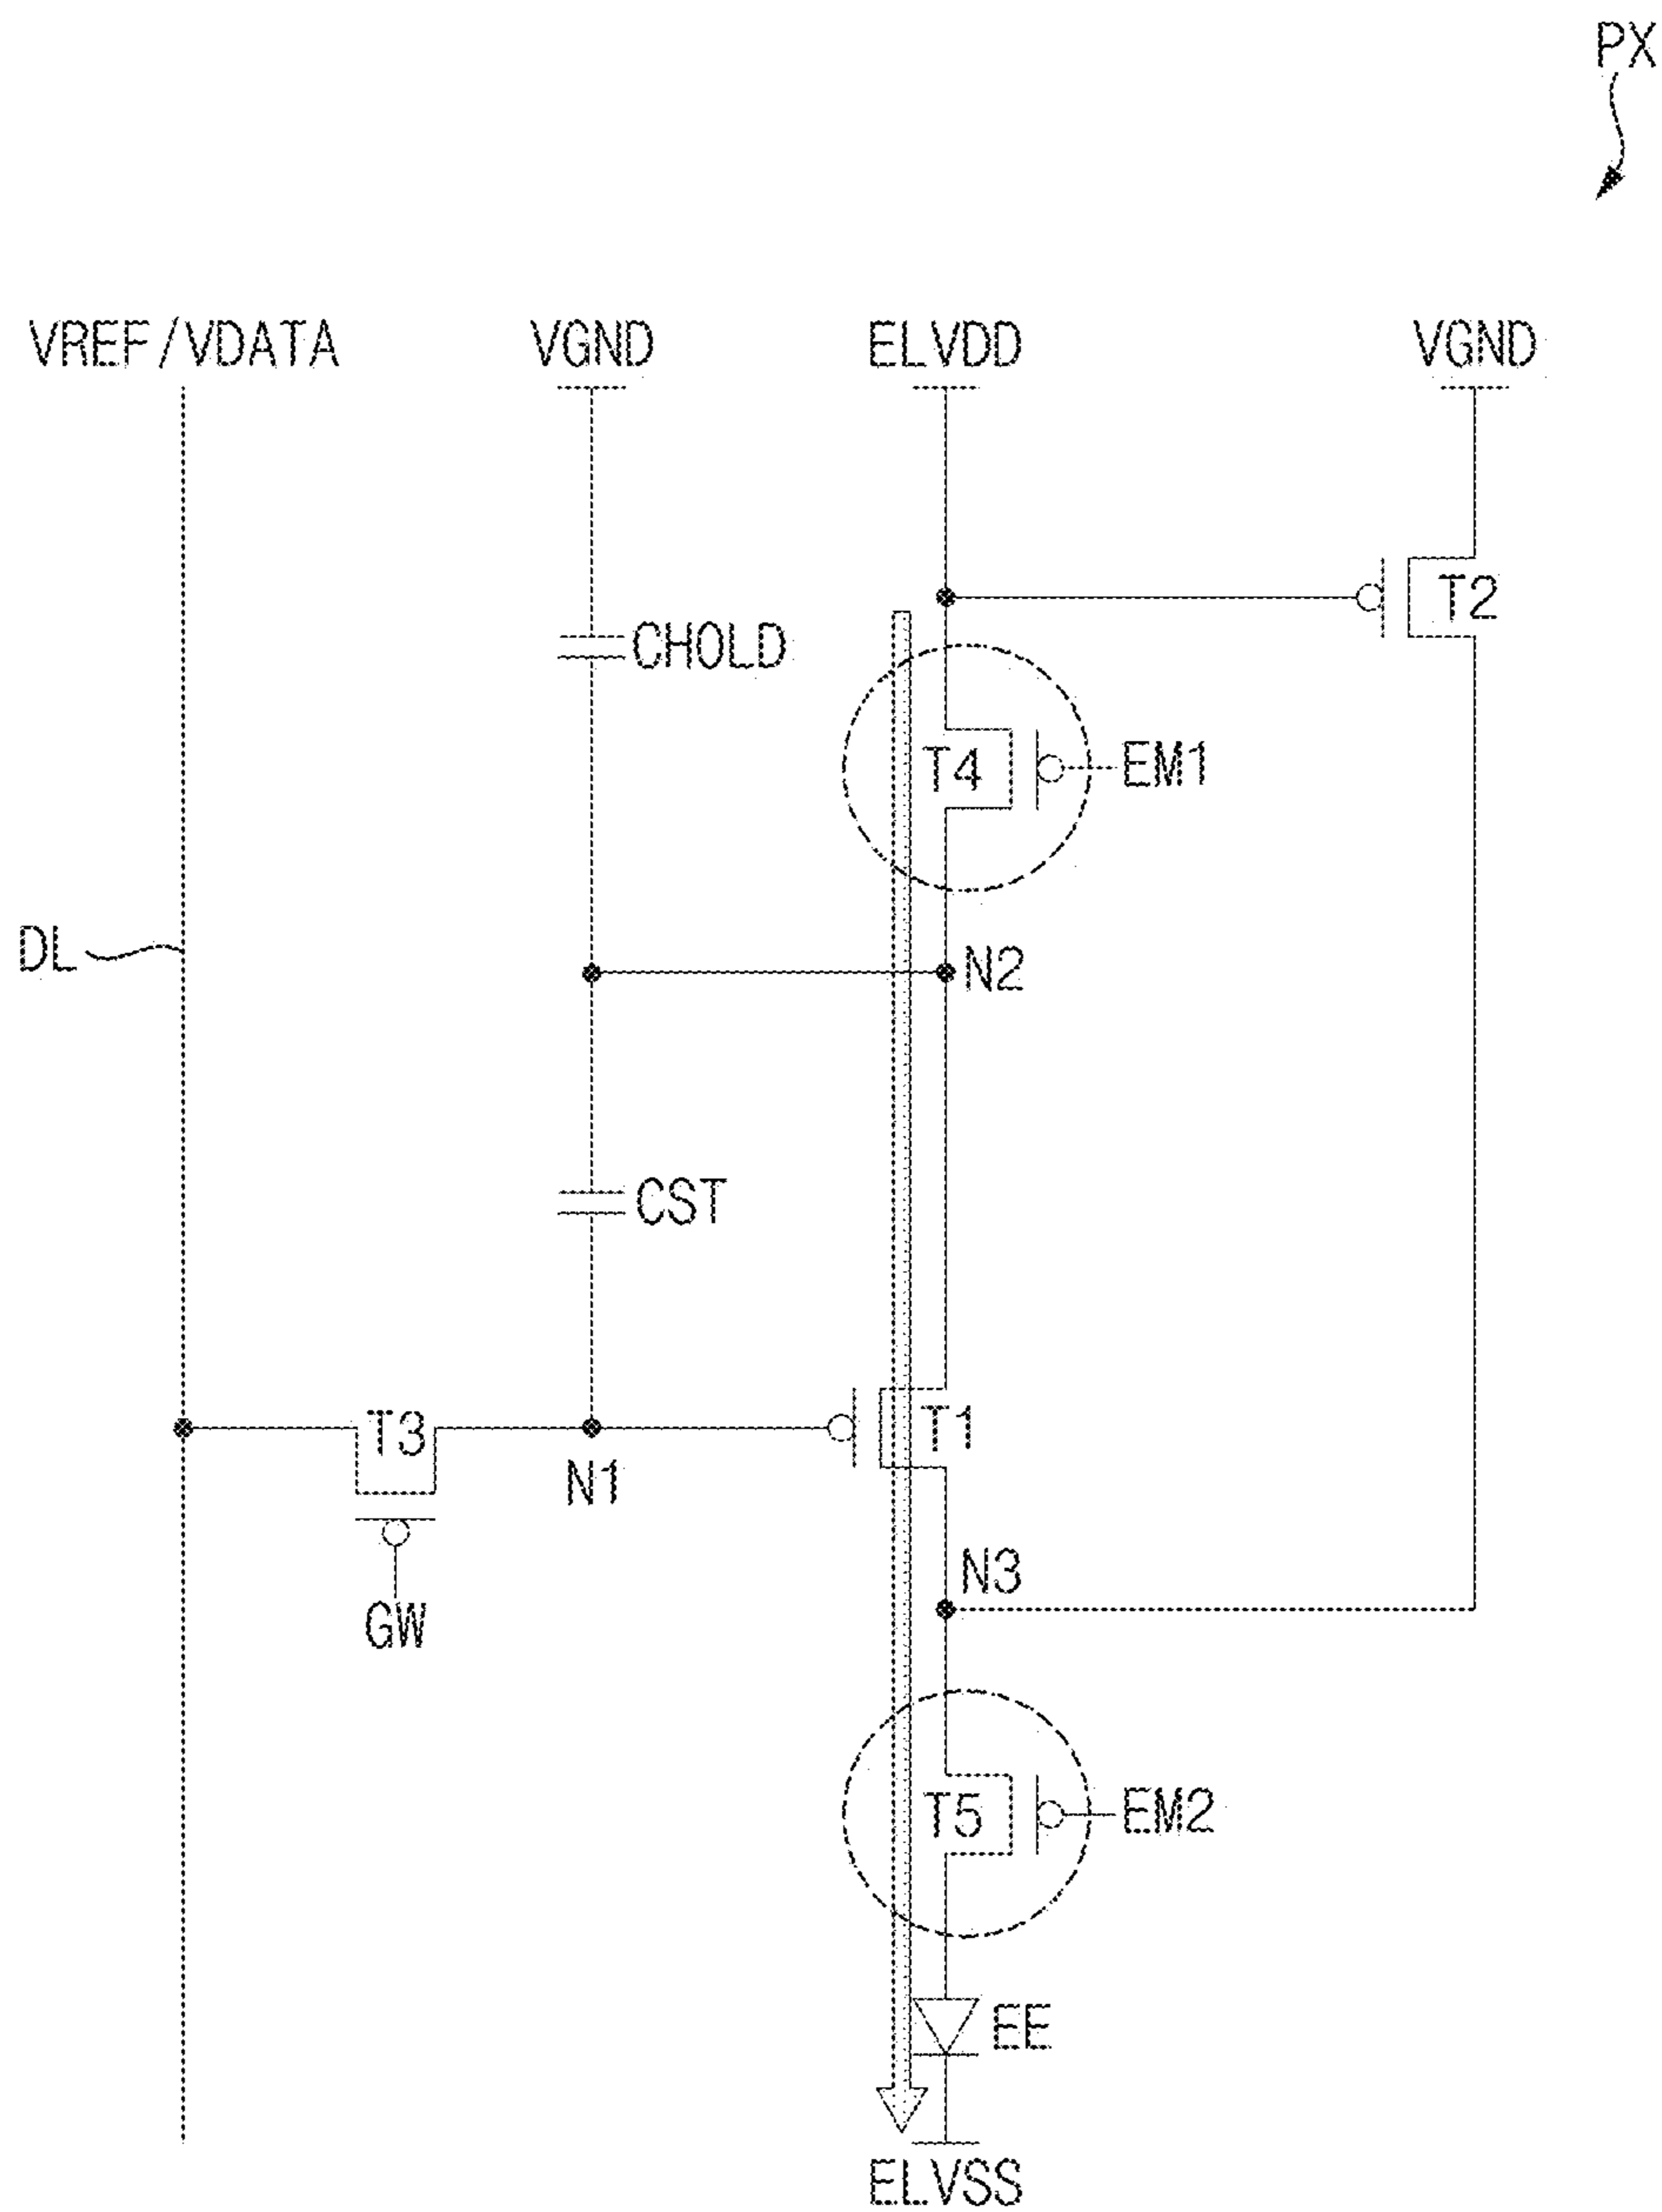 PX
VREF/VDATA
VGND
ELVDD
VGND
T2
CHOLD
T4
EM1
DL
N2
CST
T3
T1
N1
N3
GW
T5
EM2
EE
ELVSS